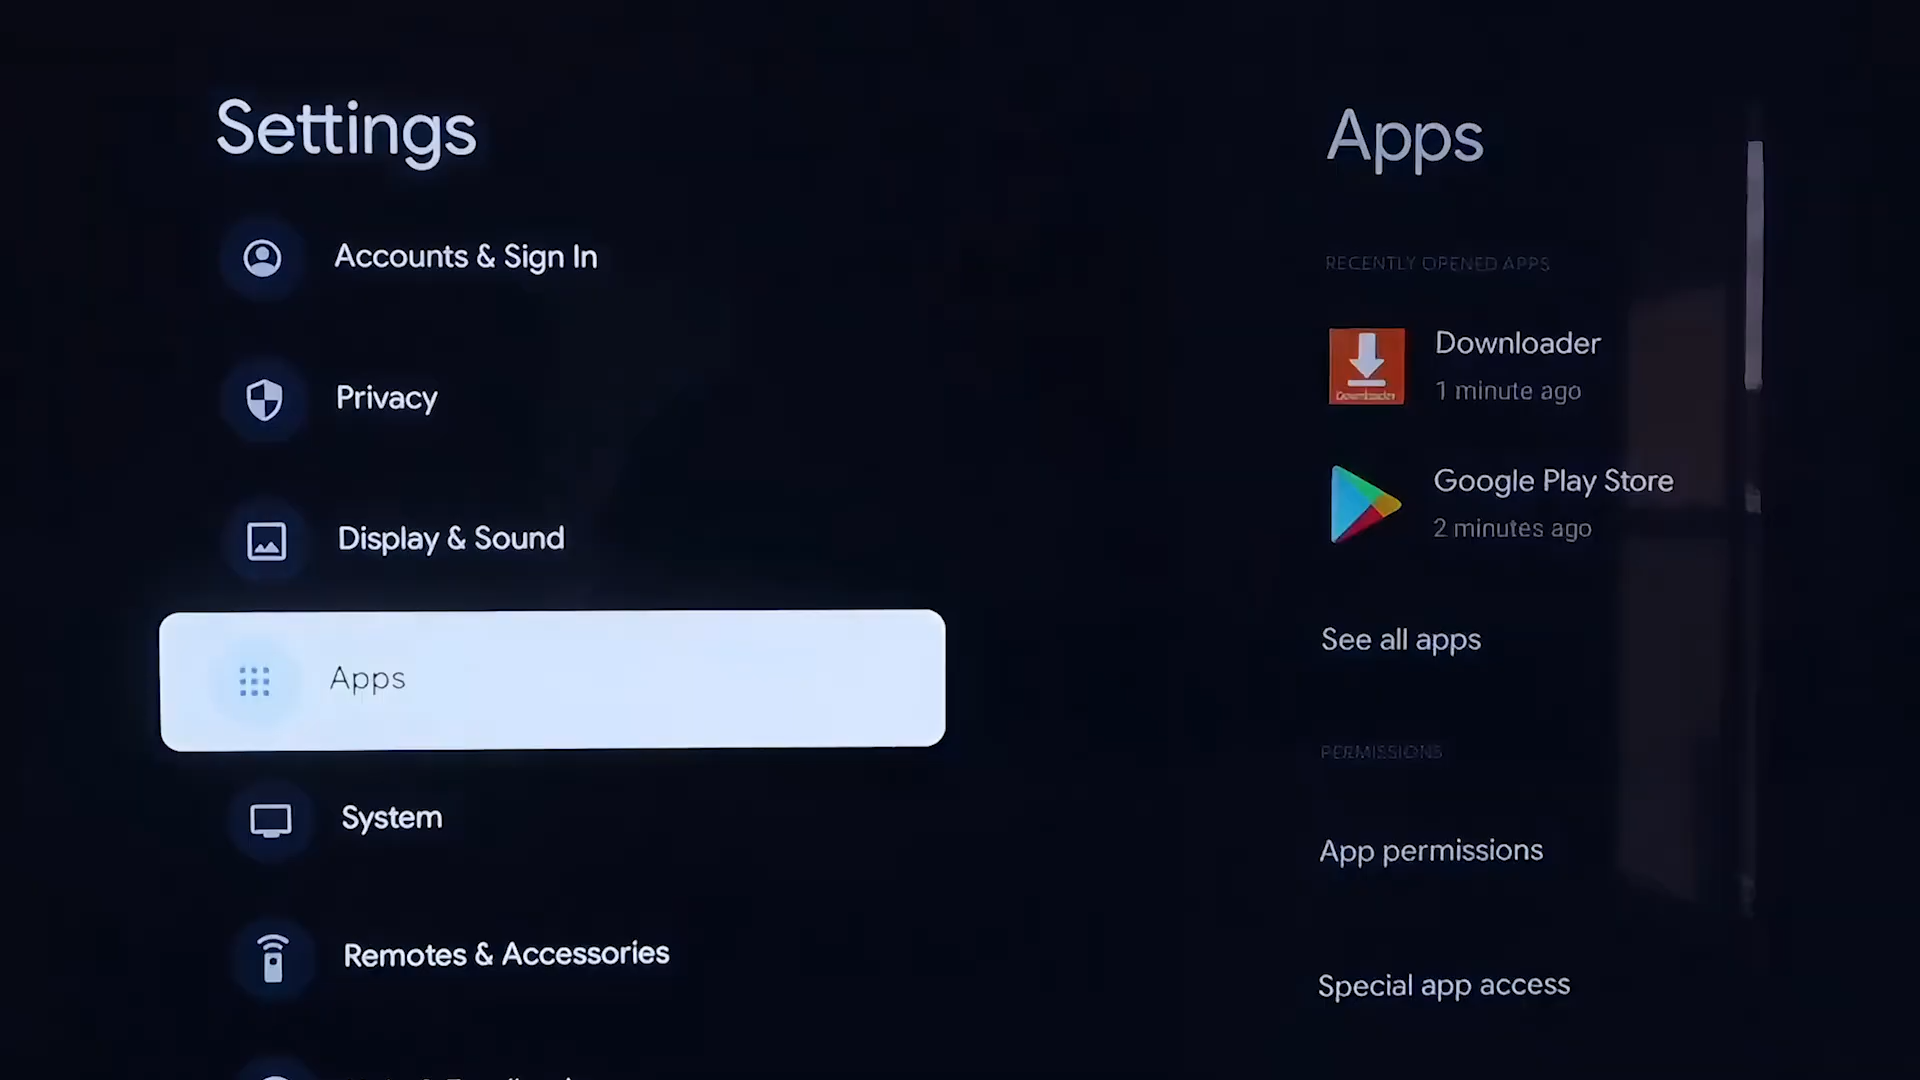 Settings
Accounts & Sign In
Privacy
Display & Sound
Apps
System
Remotes & Accessories
Apps
RECENTLY OPENED APPS
Downloader
1 minute ago
Downloader
Google Play Store
2 minutes ago
See all apps
PERMISSIONS
App permissions
Special app access